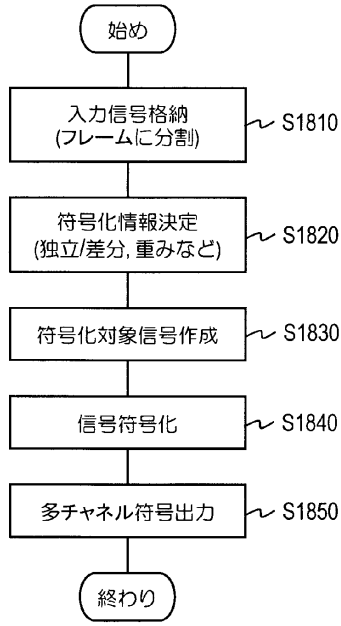 始め
入力信号格納
(フレームに分割)
S1810
符号化情報決定
(独立/差分, 重みなど)
S1820
符号化対象信号作成
S1830
信号符号化
S1840
多チャネル符号出力
S1850
終わり